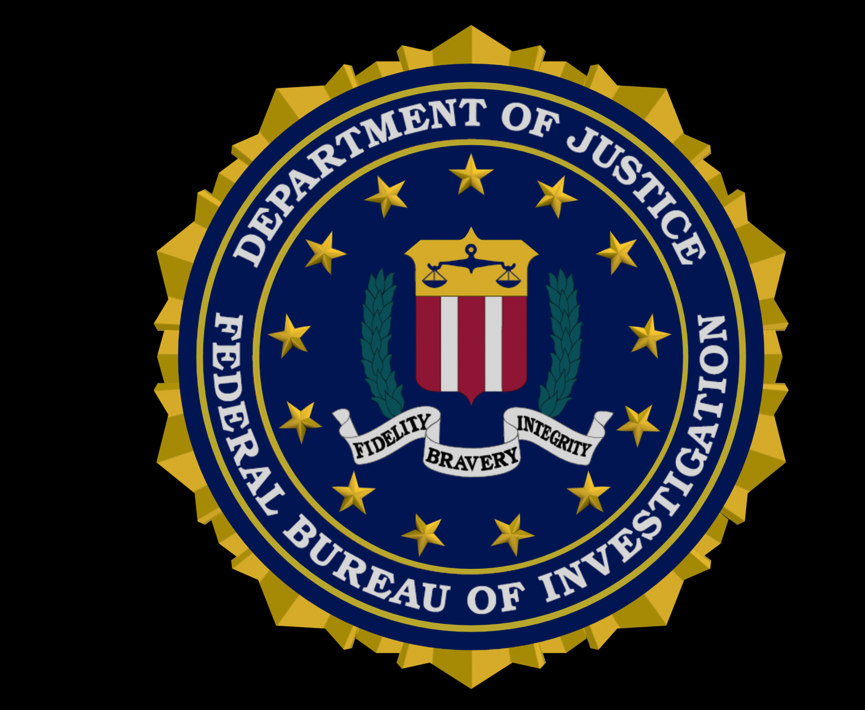 DEPARTMENT OF JUSTICE
FIDELITY
BRAVERY
INTEGRITY
FEDERAL BUREAU OF INVESTIGATION